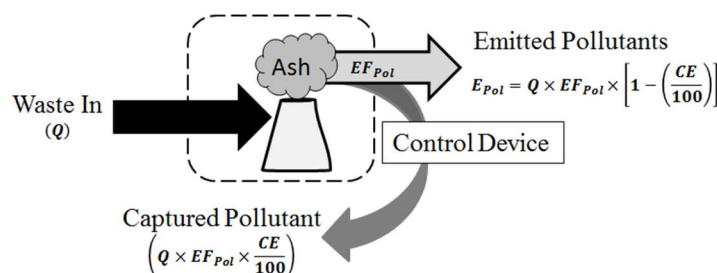 Waste In
(Q)
Ash
EF_Pol
Emitted Pollutants
E_Pol = Q × EF_Pol × [1 − (CE/100)]
Control Device
Captured Pollutant
(Q × EF_Pol × CE/100)